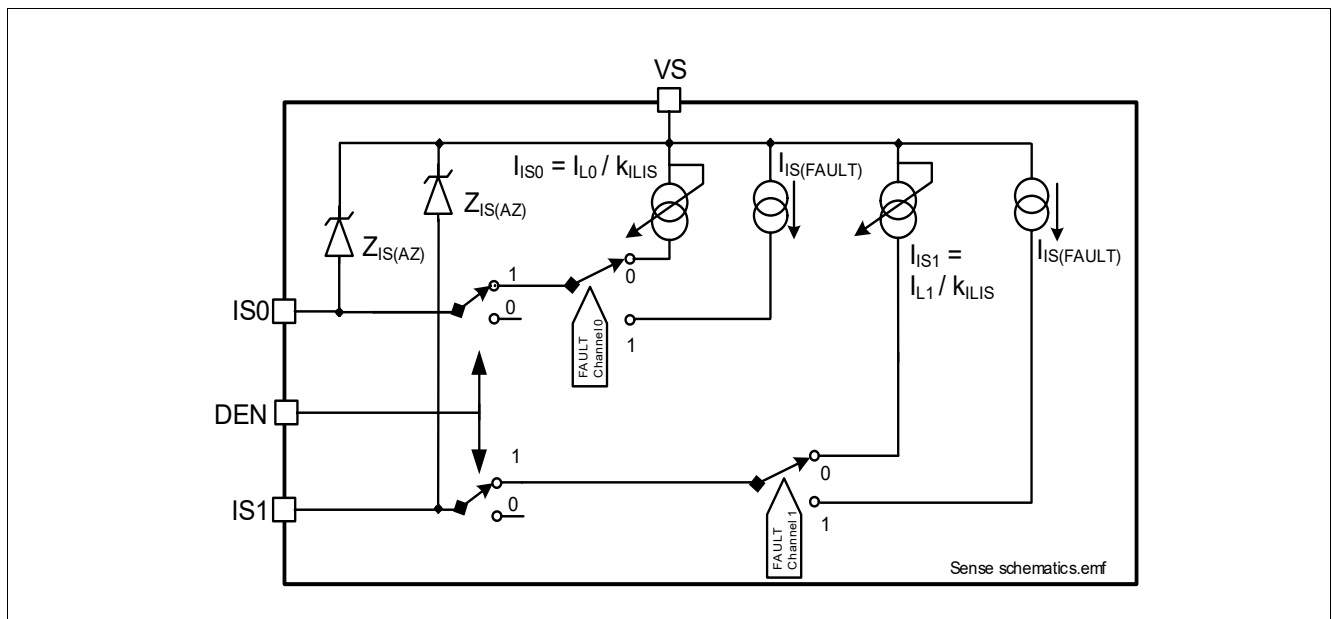 VS
I_IS0 = I_L0 / k_ILIS
I_IS(FAULT)
Z_IS(AZ)
Z_IS(AZ)
I_IS1 =
I_L1 / k_ILIS
I_IS(FAULT)
1
0
IS0
0
1
FAULT
Channel 0
DEN
1
0
IS1
0
1
FAULT
Channel 1
Sense schematics.emf